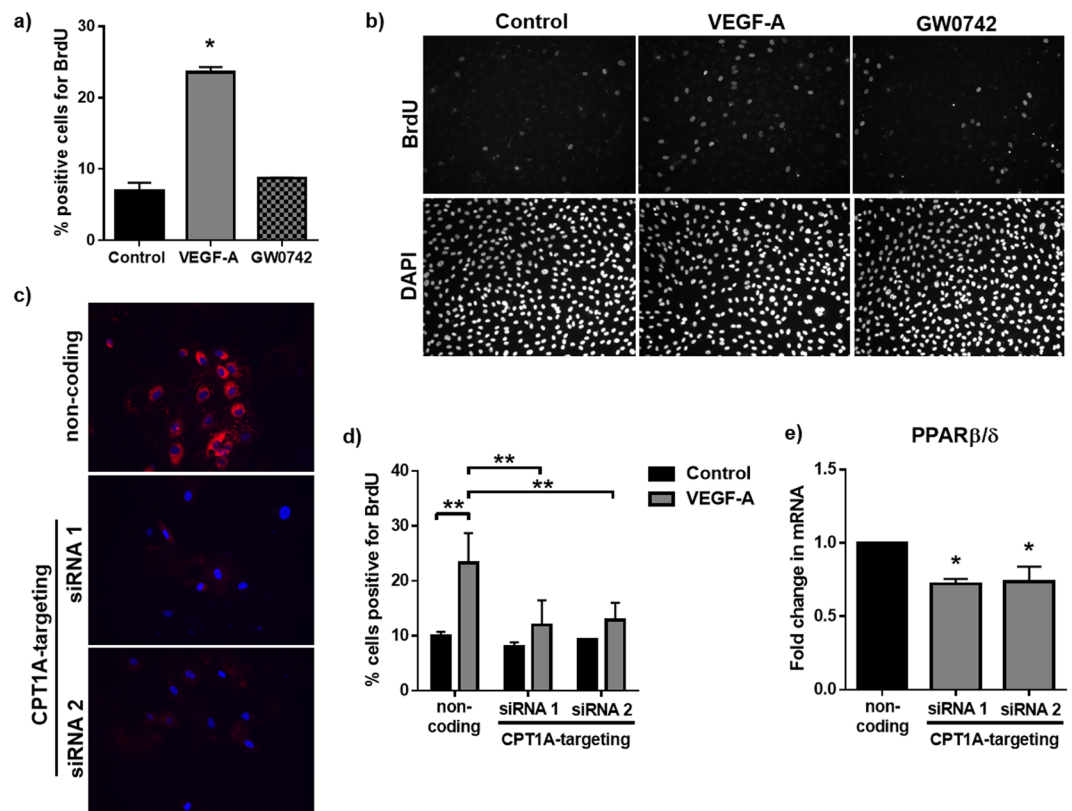 a)
30
20
10
0
% positive cells for BrdU
*
Control
VEGF-A
GW0742
b)
Control
VEGF-A
GW0742
BrdU
DAPI
c)
non-coding
CPT1A-targeting
siRNA 1
siRNA 2
d)
40
30
20
10
0
% cells positive for BrdU
**
**
**
Control
VEGF-A
non-
coding
siRNA 1
siRNA 2
CPT1A-targeting
e)
PPARβ/δ
1.5
1.0
0.5
0.0
Fold change in mRNA
*
*
non-
coding
siRNA 1
siRNA 2
CPT1A-targeting